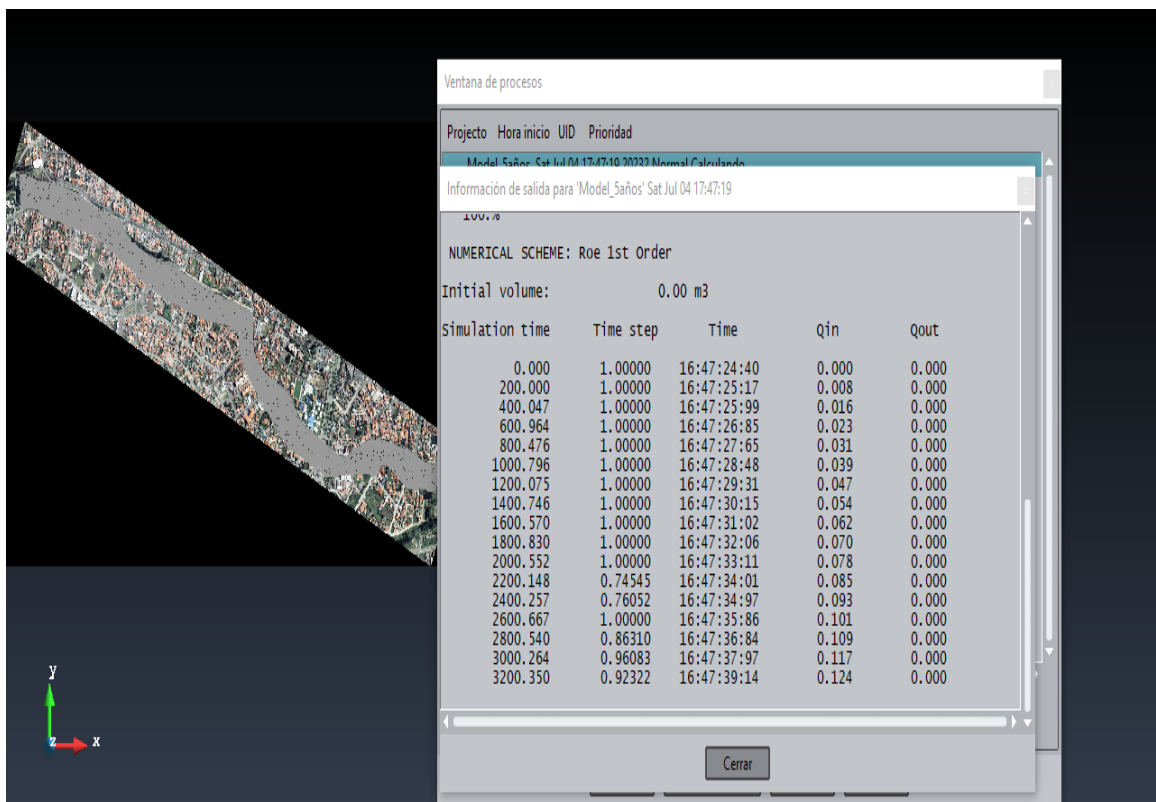 Ventana de procesos
Projecto Hora inicio UID Prioridad
Model_5años Sat Jul 04 17:47:19 20232 Normal Calculando
Información de salida para 'Model_5años' Sat Jul 04 17:47:19
100.%
NUMERICAL SCHEME: Roe 1st Order
Initial volume: 0.00 m3
Simulation time Time step Time Qin Qout
0.000 1.00000 16:47:24:40 0.000 0.000
200.000 1.00000 16:47:25:17 0.008 0.000
400.047 1.00000 16:47:25:99 0.016 0.000
600.964 1.00000 16:47:26:85 0.023 0.000
800.476 1.00000 16:47:27:65 0.031 0.000
1000.796 1.00000 16:47:28:48 0.039 0.000
1200.075 1.00000 16:47:29:31 0.047 0.000
1400.746 1.00000 16:47:30:15 0.054 0.000
1600.570 1.00000 16:47:31:02 0.062 0.000
1800.830 1.00000 16:47:32:06 0.070 0.000
2000.552 1.00000 16:47:33:11 0.078 0.000
2200.148 0.74545 16:47:34:01 0.085 0.000
2400.257 0.76052 16:47:34:97 0.093 0.000
2600.667 1.00000 16:47:35:86 0.101 0.000
2800.540 0.86310 16:47:36:84 0.109 0.000
3000.264 0.96083 16:47:37:97 0.117 0.000
3200.350 0.92322 16:47:39:14 0.124 0.000
Cerrar
y
z x